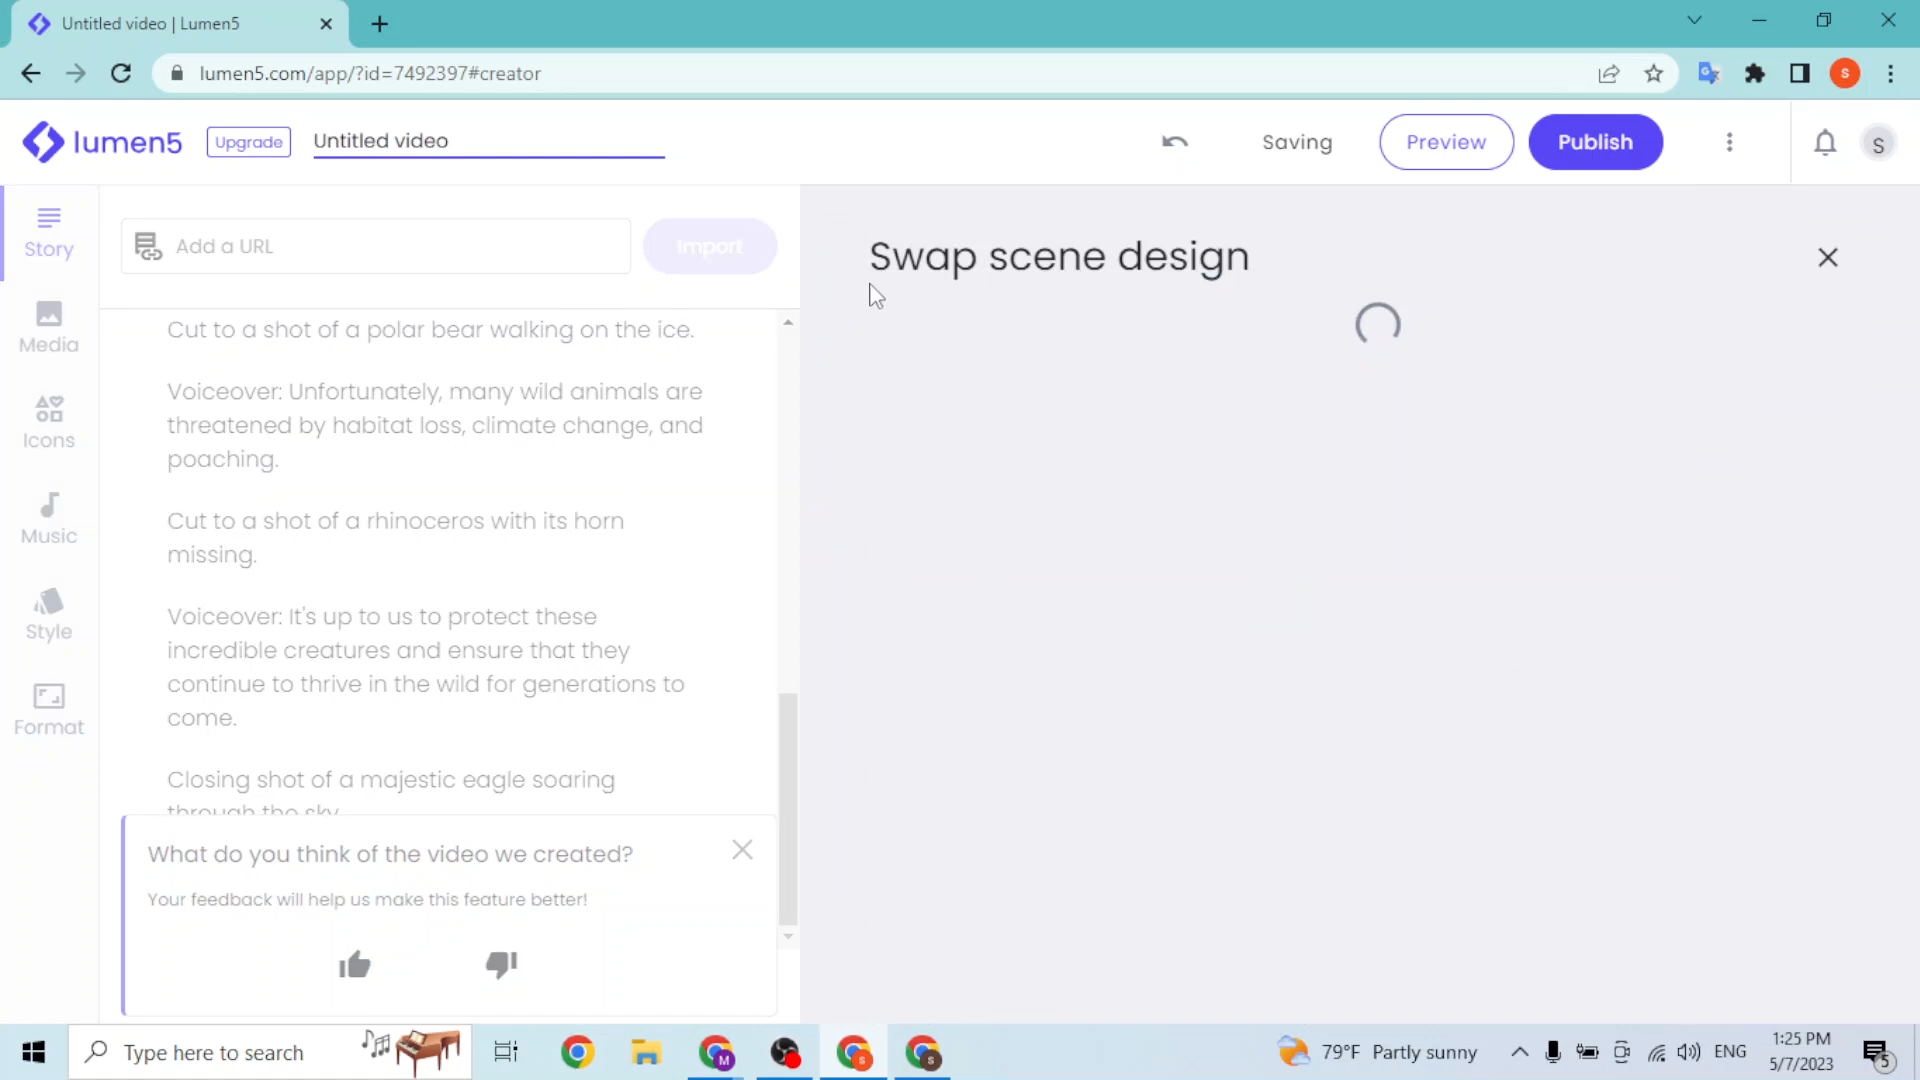 Untitled video | Lumen5
lumen5.com/app/?id=7492397#creator
S
lumen5
Upgrade
Untitled video
Saving
Preview
Publish
S
Story
Media
Icons
Music
Style
Format
Add a URL
Import
Cut to a shot of a polar bear walking on the ice.
Voiceover: Unfortunately, many wild animals are
threatened by habitat loss, climate change, and
poaching.
Cut to a shot of a rhinoceros with its horn
missing.
Voiceover: It's up to us to protect these
incredible creatures and ensure that they
continue to thrive in the wild for generations to
come.
Closing shot of a majestic eagle soaring
through the sky
What do you think of the video we created?
Your feedback will help us make this feature better!
Swap scene design
Type here to search
M
S
S
79°F Partly sunny
ENG
1:25 PM
5/7/2023
5